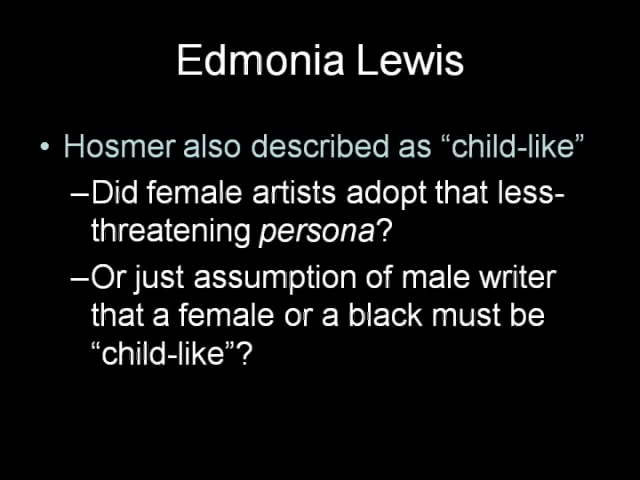 Edmonia Lewis
• Hosmer also described as “child-like”
–Did female artists adopt that less-
threatening persona?
–Or just assumption of male writer
that a female or a black must be
“child-like”?